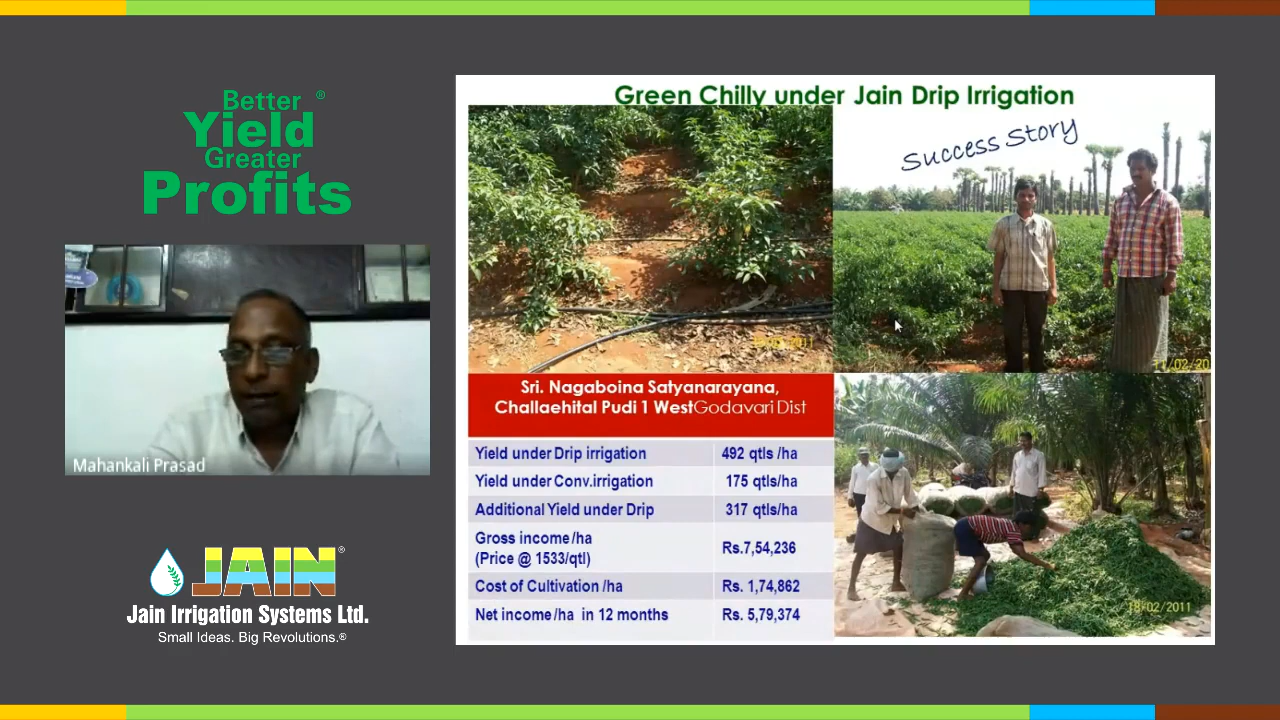 Better ®
Yield
Greater
Profits
Mahankali Prasad
JAIN®
Jain Irrigation Systems Ltd.
Small Ideas. Big Revolutions.®
Green Chilly under Jain Drip Irrigation
Success Story
11/02/20
Sri. Nagaboina Satyanarayana,
Challaehital Pudi 1 WestGodavari Dist
Yield under Drip irrigation 492 qtls /ha
Yield under Conv.irrigation 175 qtls/ha
Additional Yield under Drip 317 qtls/ha
Gross income/ha
(Price @ 1533/qtl) Rs.7,54,236
Cost of Cultivation /ha Rs. 1,74,862
Net income/ha in 12 months Rs. 5,79,374
18/02/2011